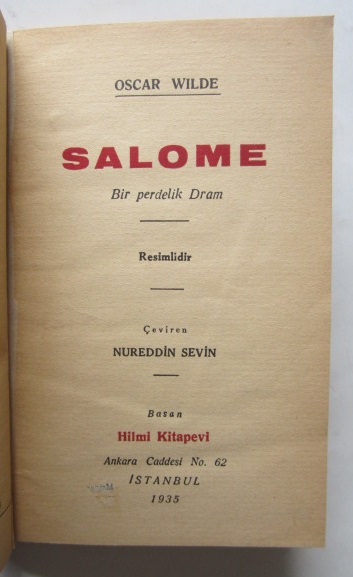 OSCAR WILDE
SALOME
Bir perdelik Dram
Resimlidir
Çeviren
NUREDDİN SEVİN
Basan
Hilmi Kitapevi
Ankara Caddesi No. 62
İSTANBUL
1935